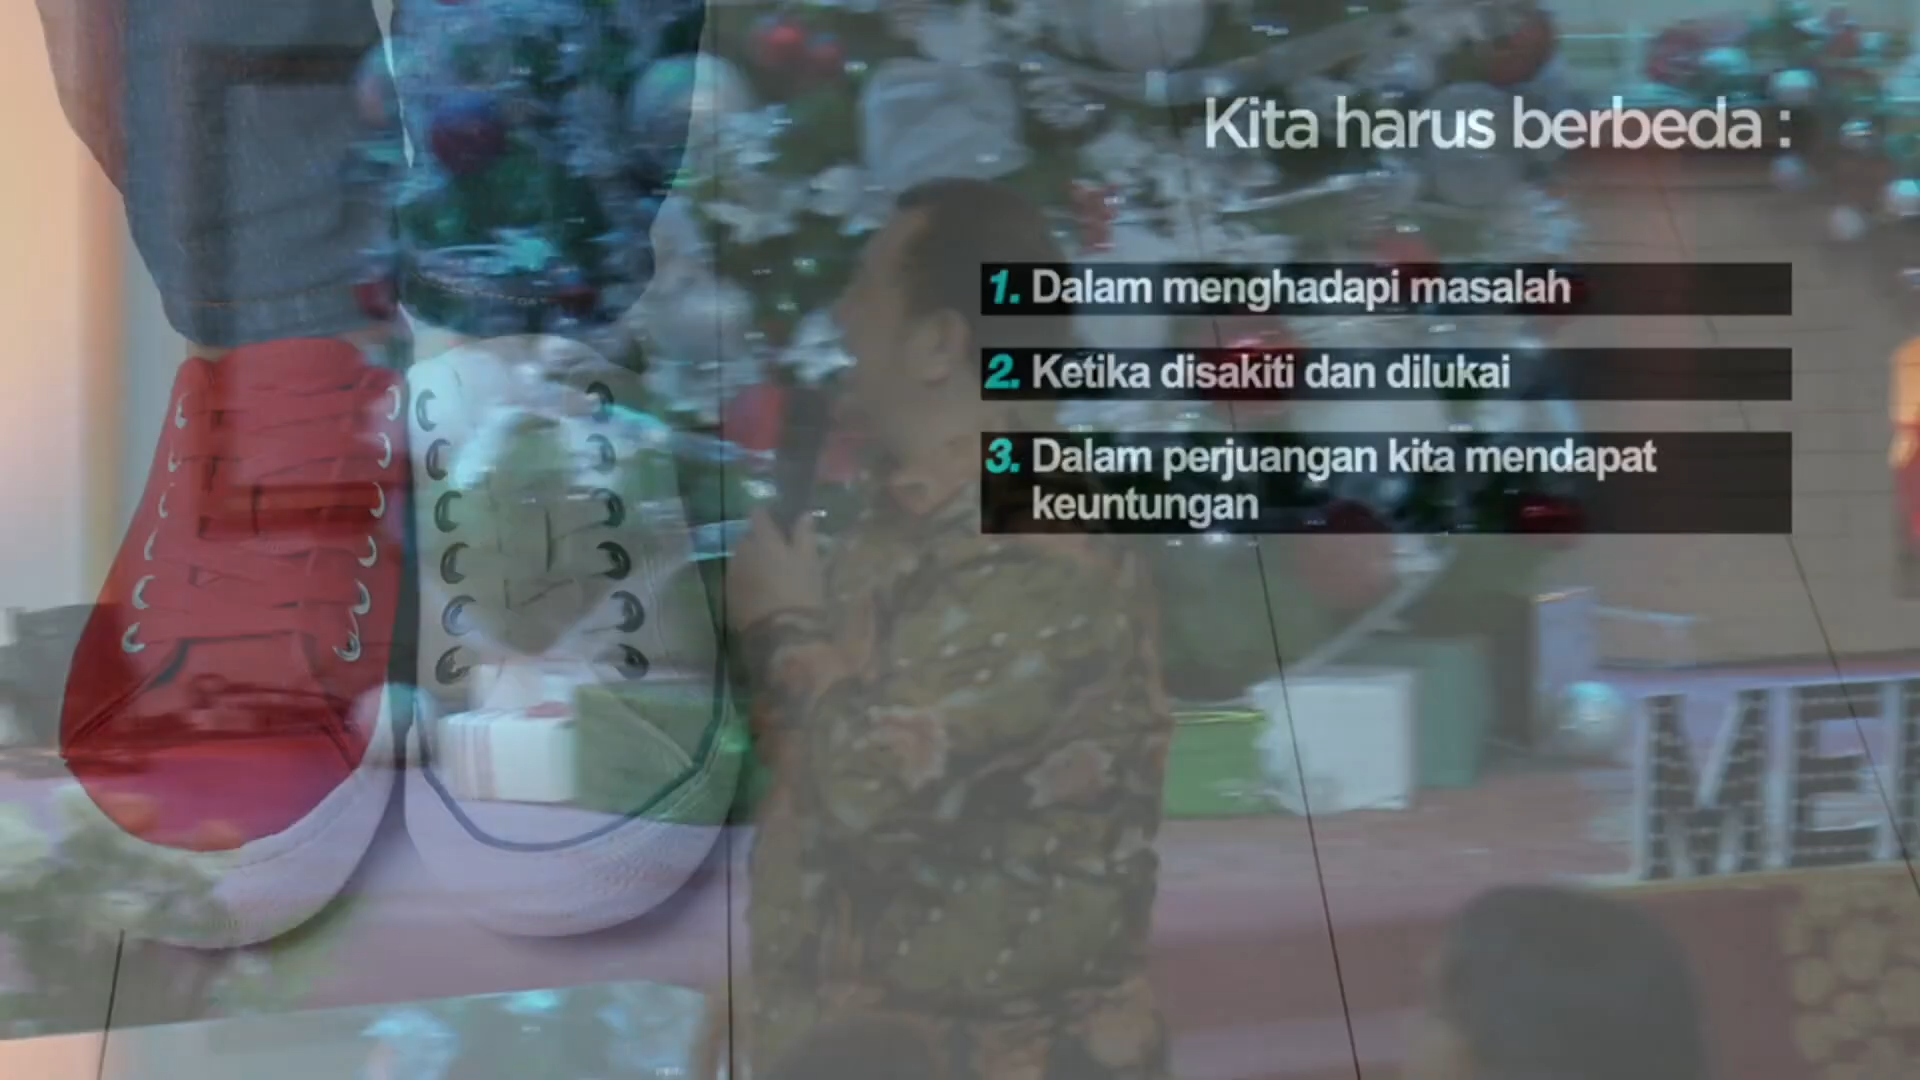 Kita harus berbeda :
1. Dalam menghadapi masalah
2. Ketika disakiti dan dilukai
3. Dalam perjuangan kita mendapat
keuntungan